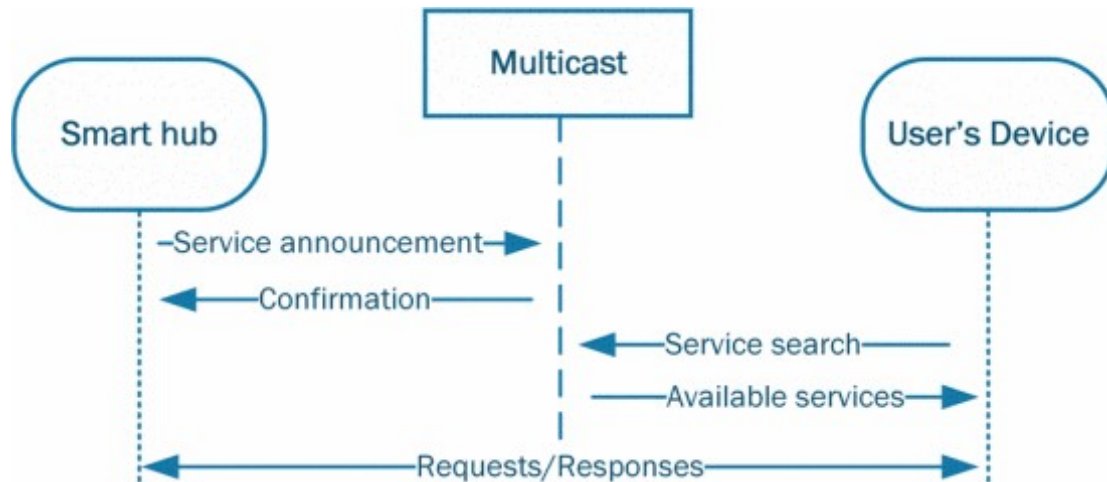 Multicast
Smart hub
User's Device
Service announcement
Confirmation
Service search
Available services
Requests/Responses